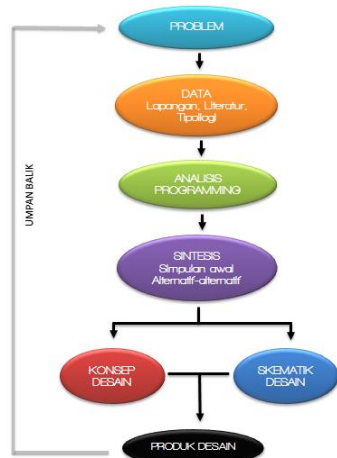 PROBLEM
DATA
Lapangan, Literatur,
Tipologi
ANALISIS
PROGRAMMING
SINTESIS
Simpulan awal
Alternatif-alternatif
KONSEP
DESAIN
SKEMATIK
DESAIN
PRODUK DESAIN
UMPAN BALIK